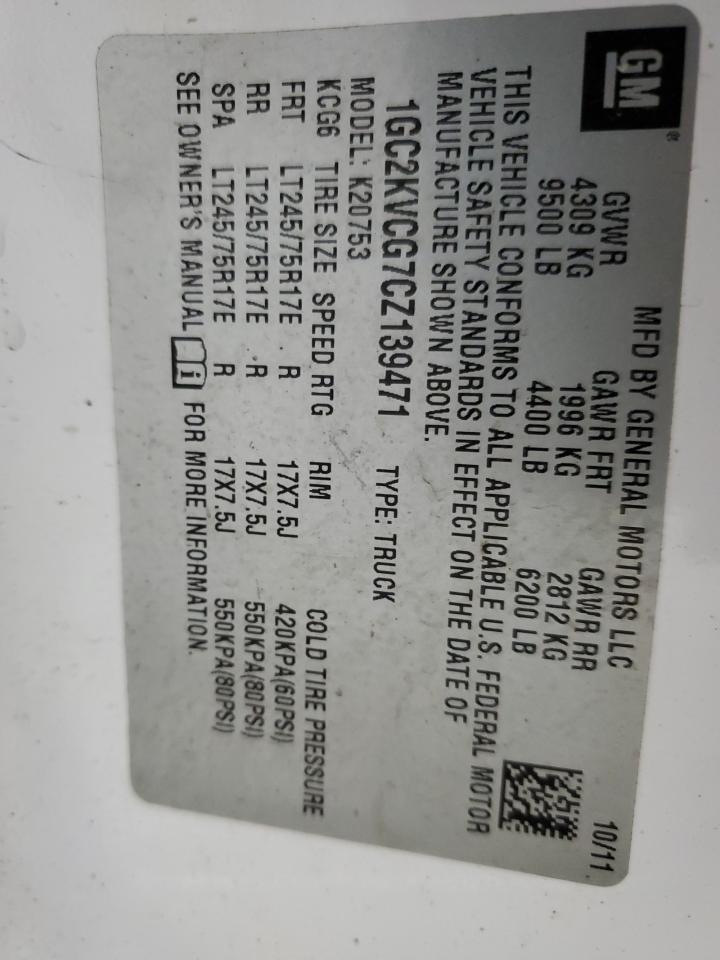 GM
MFD BY GENERAL MOTORS LLC 10/11
GVWR GAWR FRT GAWR RR
4309 KG 1996 KG 2812 KG
9500 LB 4400 LB 6200 LB
THIS VEHICLE CONFORMS TO ALL APPLICABLE U.S. FEDERAL MOTOR
VEHICLE SAFETY STANDARDS IN EFFECT ON THE DATE OF
MANUFACTURE SHOWN ABOVE.
1GC2KVCG7CZ139471 TYPE: TRUCK
MODEL: K20753
KCG6 TIRE SIZE SPEED RTG RIM COLD TIRE PRESSURE
FRT LT245/75R17E R 17X7.5J 420KPA(60PSI)
RR LT245/75R17E R 17X7.5J 550KPA(80PSI)
SPA LT245/75R17E R 17X7.5J 550KPA(80PSI)
SEE OWNER'S MANUAL i FOR MORE INFORMATION.